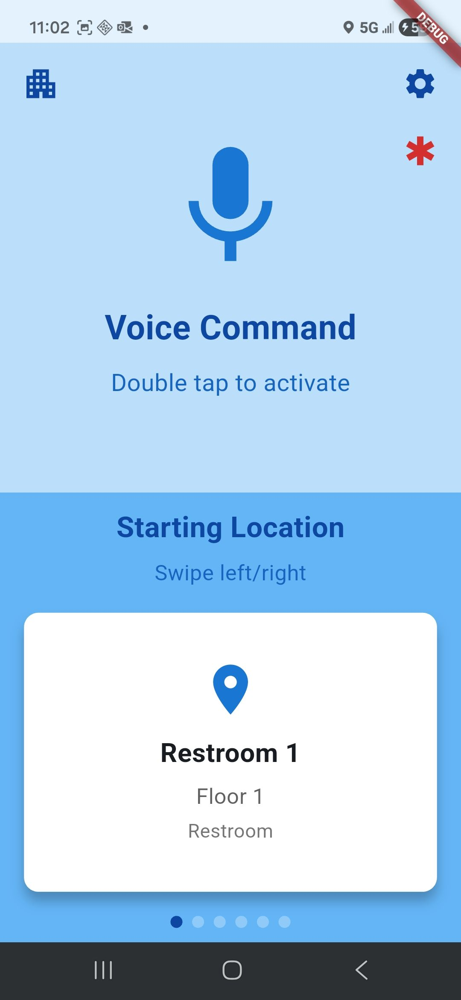 11:02
5G
DEBUG
Voice Command
Double tap to activate
Starting Location
Swipe left/right
Restroom 1
Floor 1
Restroom